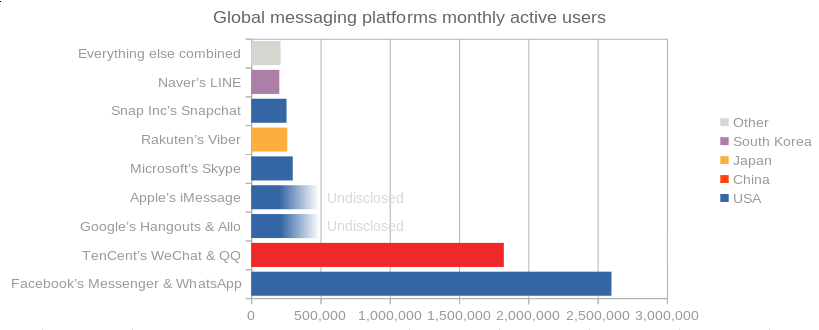 Global messaging platforms monthly active users
Everything else combined
Naver's LINE
Snap Inc's Snapchat
Rakuten's Viber
Microsoft's Skype
Apple's iMessage
Undisclosed
Google's Hangouts & Allo
Undisclosed
TenCent's WeChat & QQ
Facebook's Messenger & WhatsApp
0 500,000 1,000,000 1,500,000 2,000,000 2,500,000 3,000,000
Other
South Korea
Japan
China
USA